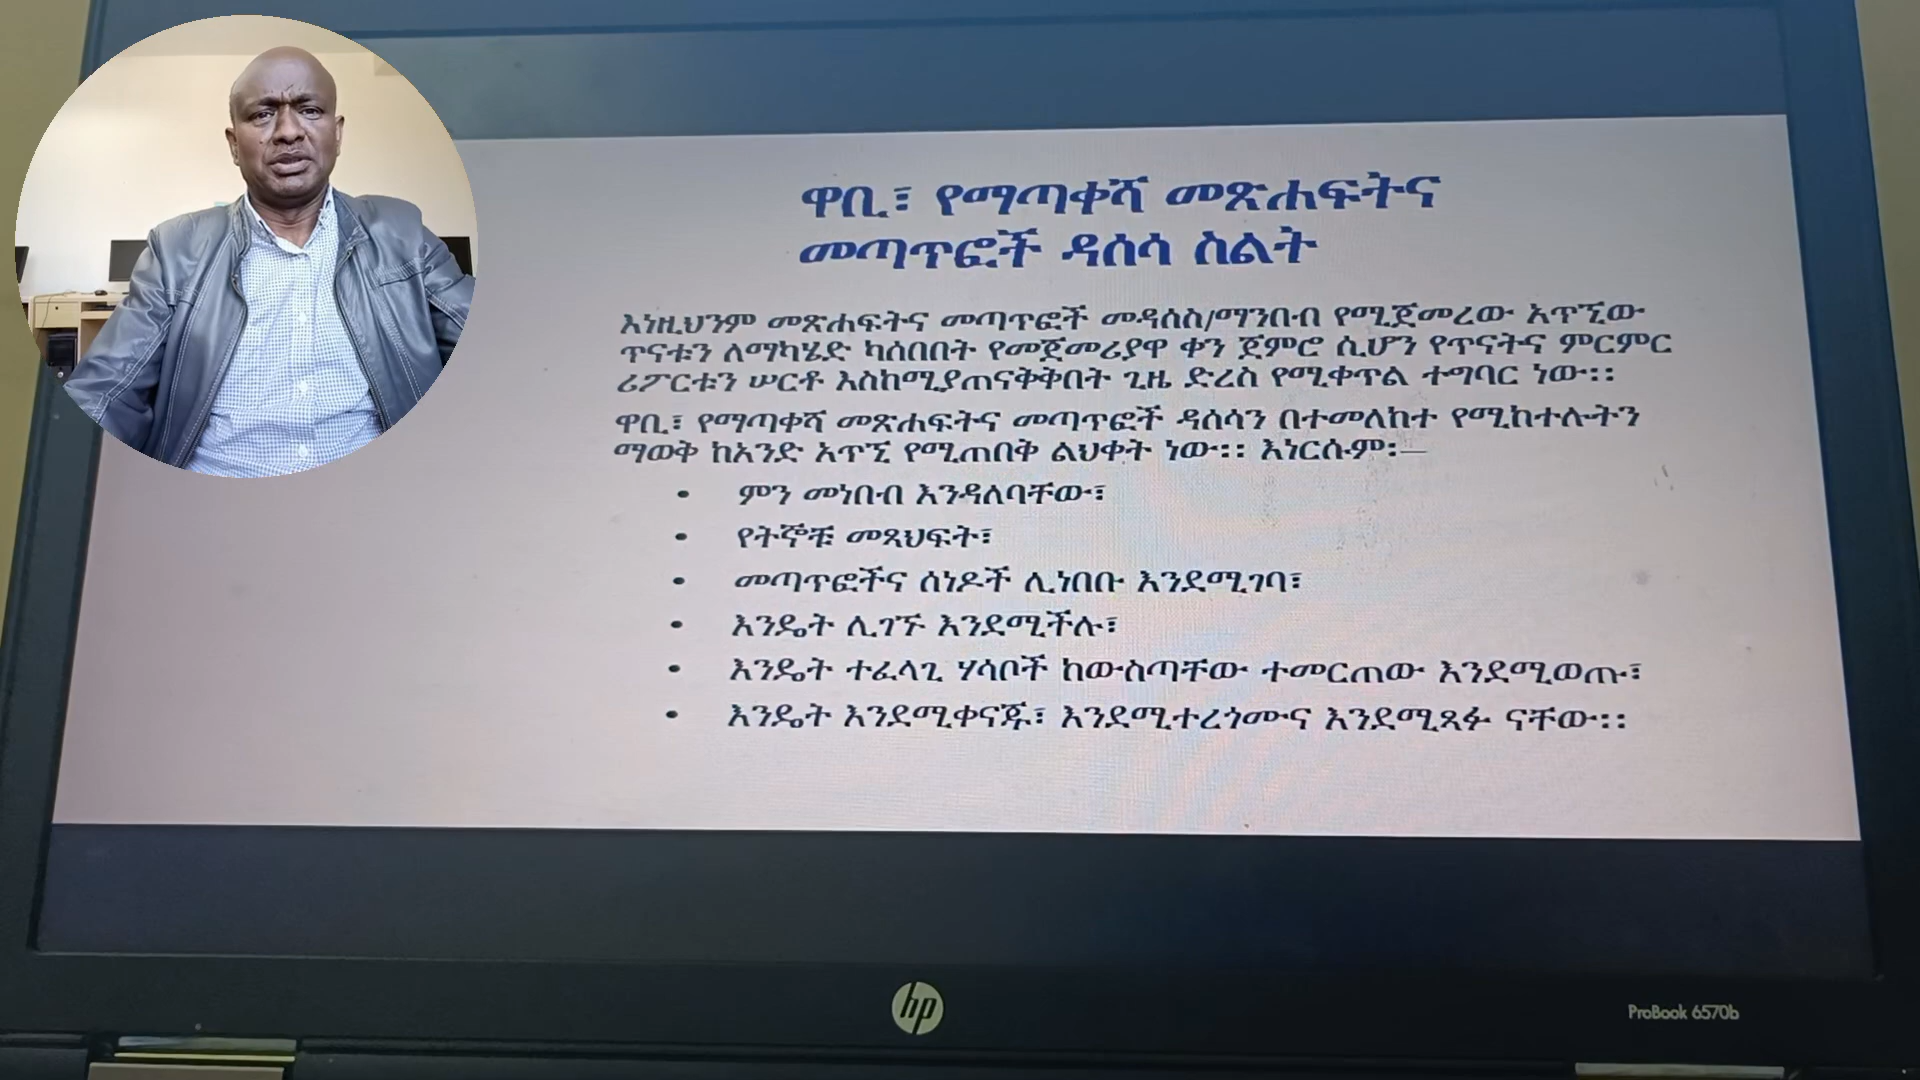 ዋቢ፣ የማጣቀሻ መጽሐፍትና
መጣጥፎች ዳሰሳ ስልት
እነዚህንም መጽሐፍትና መጣጥፎች መዳሰስ/ማንበብ የሚጀመረው አጥኚው
ጥናቱን ለማካሄድ ካሰበበት የመጀመሪያዋ ቀን ጀምሮ ሲሆን የጥናትና ምርምር
ሪፖርቱን ሠርቶ እስከሚያጠናቅቅበት ጊዜ ድረስ የሚቀጥል ተግባር ነው፡፡
ዋቢ፣ የማጣቀሻ መጽሐፍትና መጣጥፎች ዳሰሳን በተመለከተ የሚከተሉትን
ማወቅ ከአንድ አጥኚ የሚጠበቅ ልህቀት ነው፡፡ እነርሱም፡–
• ምን መነበብ እንዳለባቸው፣
• የትኞቹ መጻህፍት፣
• መጣጥፎችና ሰነዶች ሊነበቡ እንደሚገባ፣
• እንዴት ሊገኙ እንደሚችሉ፣
• እንዴት ተፈላጊ ሃሳቦች ከውስጣቸው ተመርጠው እንደሚወጡ፣
• እንዴት እንደሚቀናጁ፣ እንደሚተረጎሙና እንደሚጻፉ ናቸው፡፡
hp
ProBook 6570b